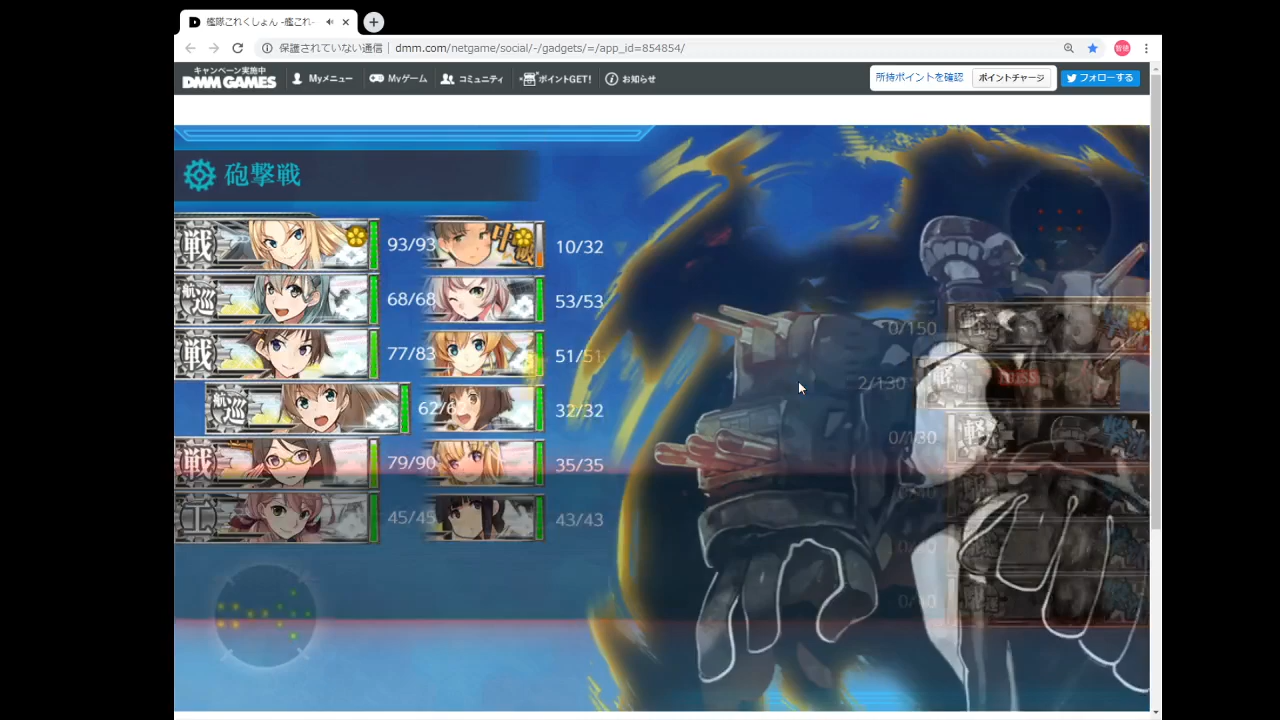 艦隊これくしょん -艦これ-
保護されていない通信 | dmm.com/netgame/social/-/gadgets/=/app_id=854854/
智徳
キャンペーン実施中
DMM GAMES
Myメニュー
Myゲーム
コミュニティ
ポイントGET!
お知らせ
所持ポイントを確認
ポイントチャージ
フォローする
砲撃戦
戦 93/93
中破 10/32
航巡 68/68
53/53
戦 77/83
51/51
航巡 62/6
32/32
戦 79/90
35/35
工 45/45
43/43
0/150
2/130
miss
0/130
軽